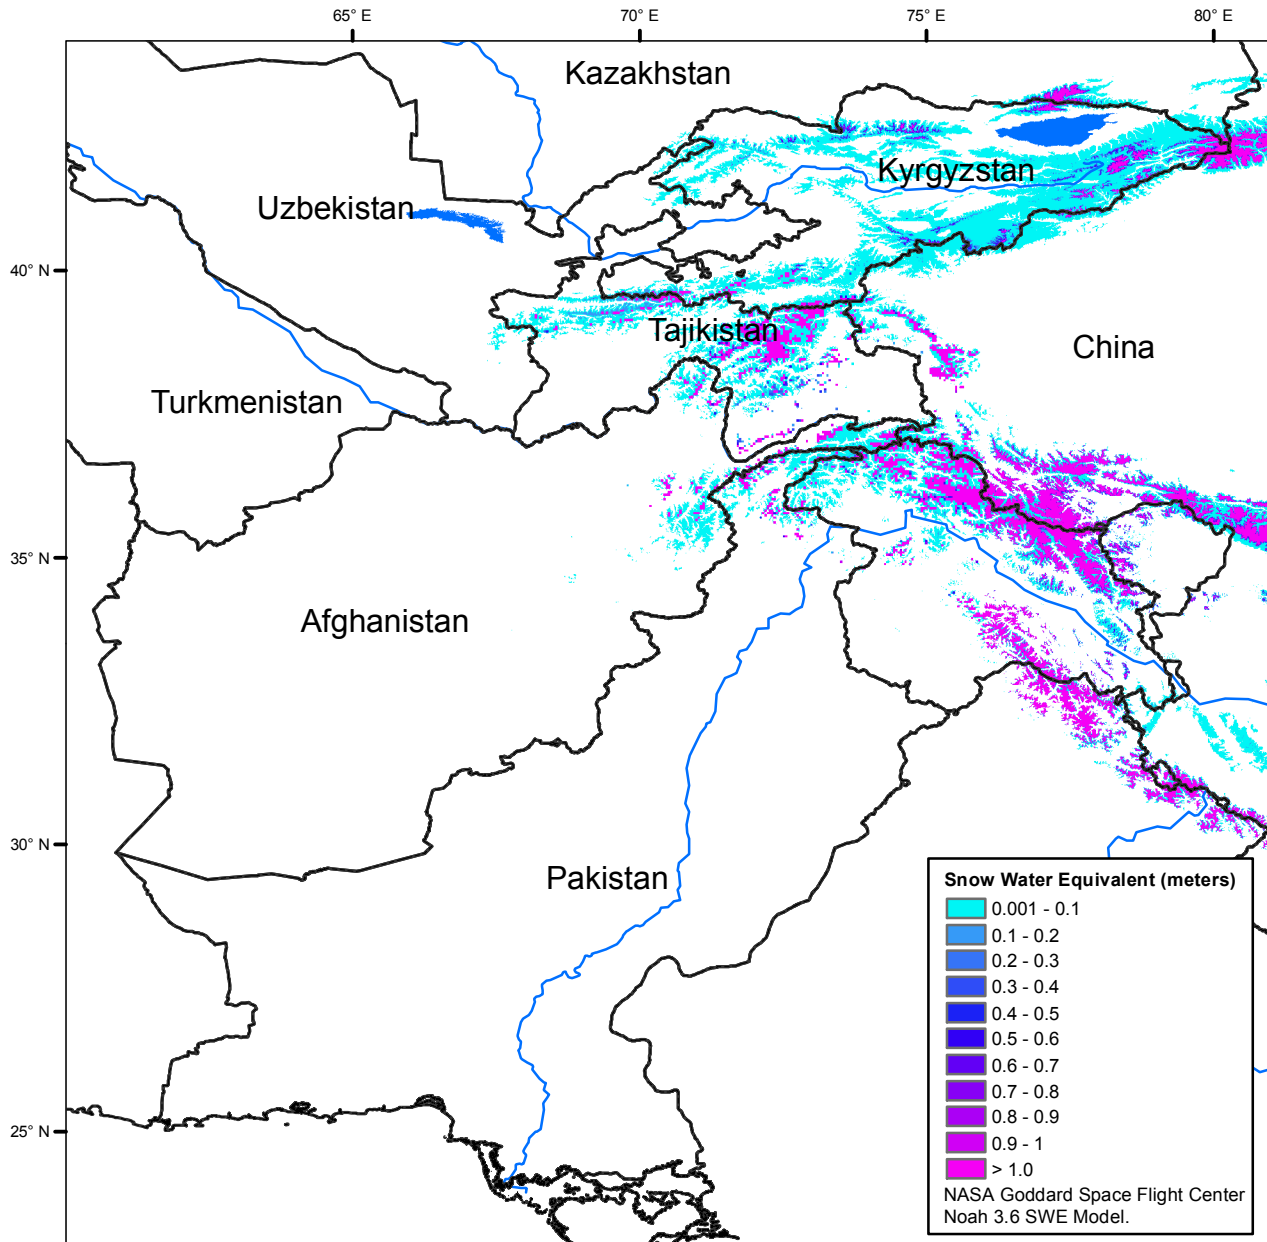 65° E
70° E
75° E
80° E
Kazakhstan
Kyrgyzstan
Uzbekistan
40° N
Tajikistan
China
Turkmenistan
35° N
Afghanistan
30° N
Pakistan
25° N
Snow Water Equivalent (meters)
0.001 - 0.1
0.1 - 0.2
0.2 - 0.3
0.3 - 0.4
0.4 - 0.5
0.5 - 0.6
0.6 - 0.7
0.7 - 0.8
0.8 - 0.9
0.9 - 1
> 1.0
NASA Goddard Space Flight Center
Noah 3.6 SWE Model.